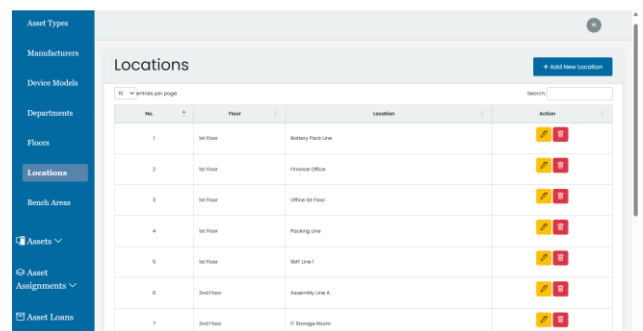 Asset Types
Manufacturers
Device Models
Departments
Floors
Locations
Bench Areas
Assets
Asset
Assignments
Asset Loans
Locations
+ Add New Location
10 entries per page
Search:
No. Floor Location Action
1 1st Floor Battery Pack Line
2 1st Floor Finance Office
3 1st Floor Office 1st Floor
4 1st Floor Packing Line
5 1st Floor SMT Line 1
6 2nd Floor Assembly Line A
7 2nd Floor IT Storage Room